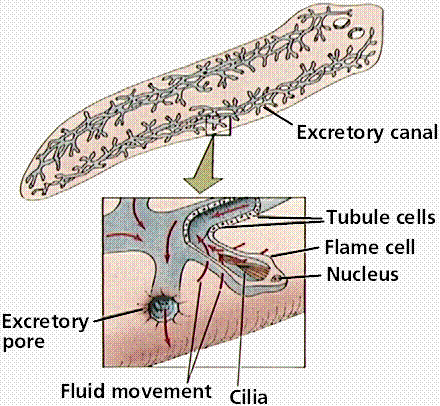 Excretory canal
Tubule cells
Flame cell
Nucleus
Excretory
pore
Fluid movement
Cilia